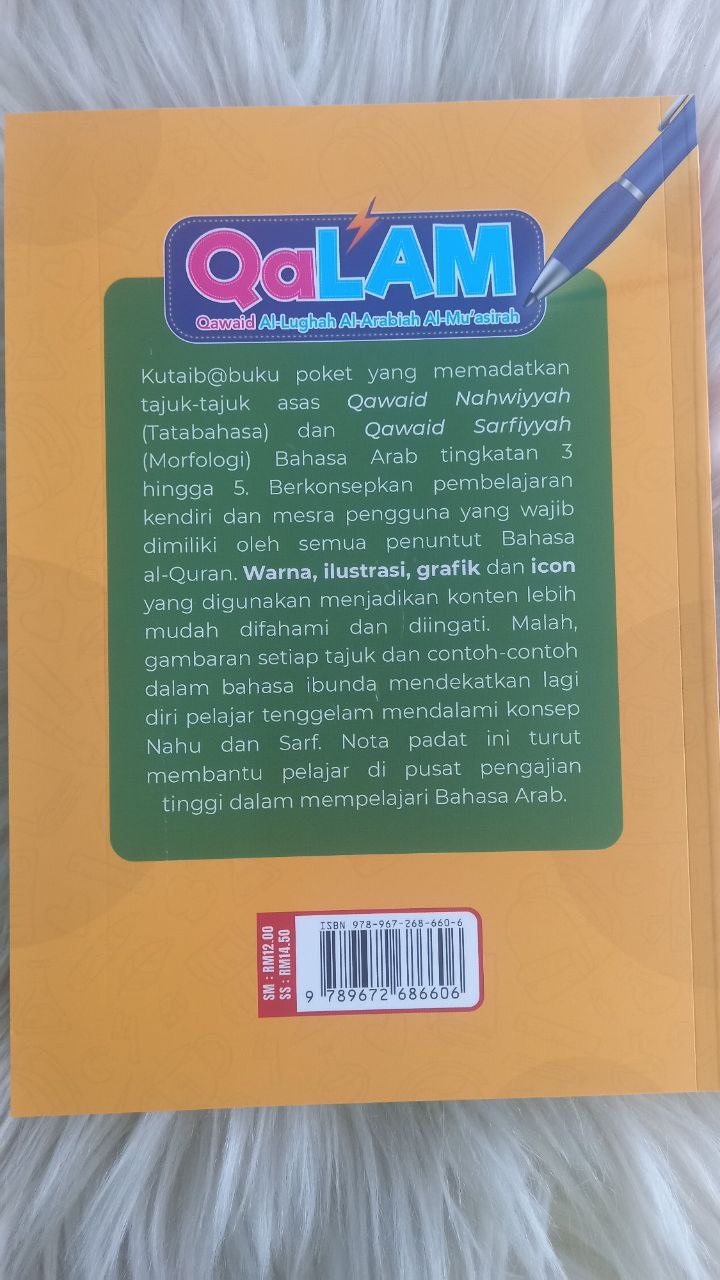 QaLAM
Qawaid Al-Lughah Al-Arabiah Al-Mu'asirah
Kutaib@buku poket yang memadatkan
tajuk-tajuk asas Qawaid Nahwiyyah
(Tatabahasa) dan Qawaid Sarfiyyah
(Morfologi) Bahasa Arab tingkatan 3
hingga 5. Berkonsepkan pembelajaran
kendiri dan mesra pengguna yang wajib
dimiliki oleh semua penuntut Bahasa
al-Quran. Warna, ilustrasi, grafik dan icon
yang digunakan menjadikan konten lebih
mudah difahami dan diingati. Malah,
gambaran setiap tajuk dan contoh-contoh
dalam bahasa ibunda mendekatkan lagi
diri pelajar tenggelam mendalami konsep
Nahu dan Sarf. Nota padat ini turut
membantu pelajar di pusat pengajian
tinggi dalam mempelajari Bahasa Arab.
SM : RM12.00
SS : RM14.50
ISBN 978-967-268-660-6
9 789672 686606